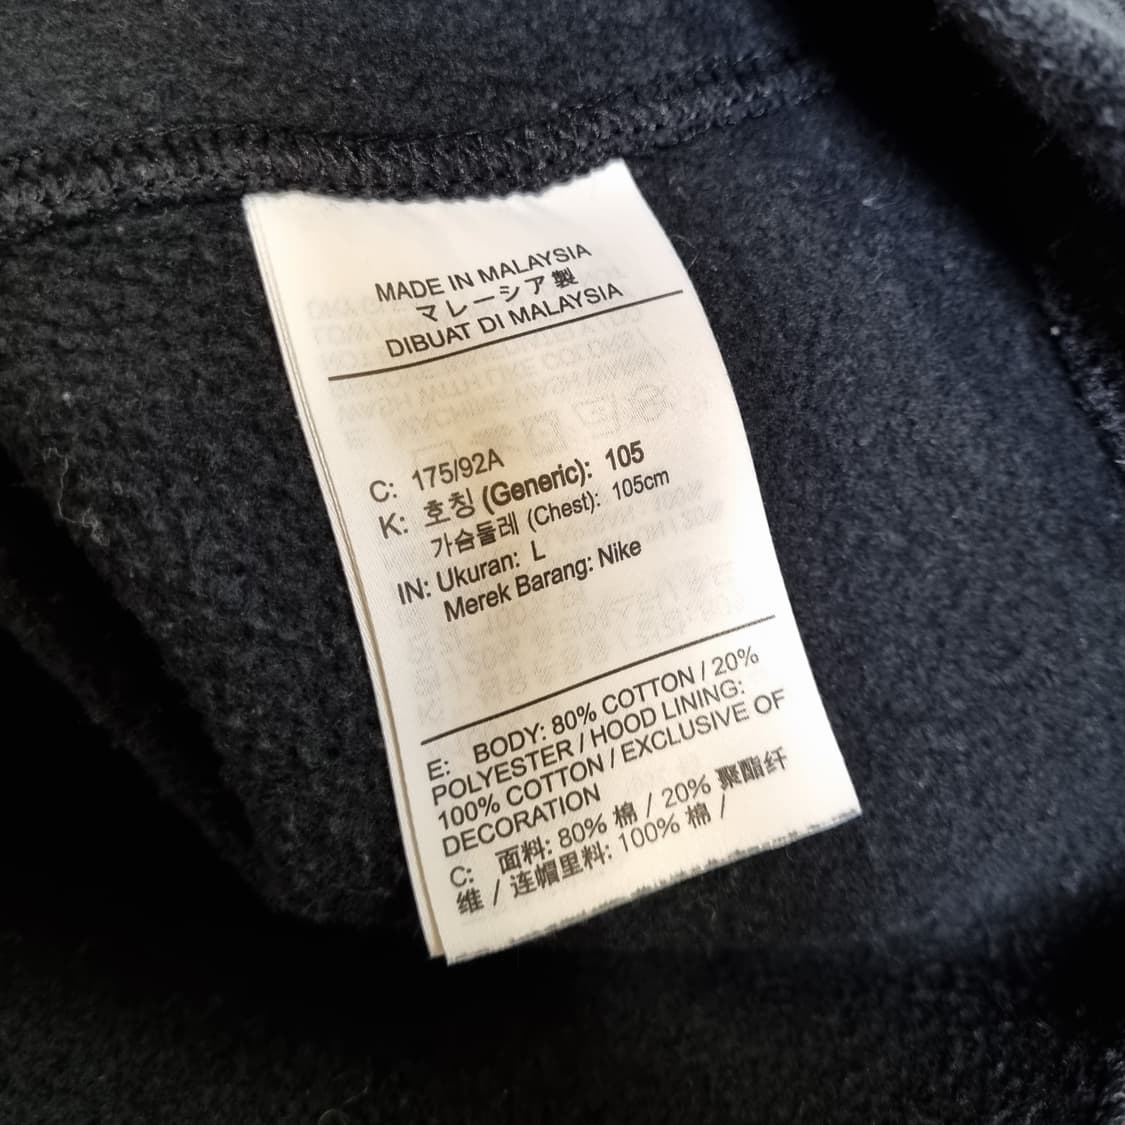 MADE IN MALAYSIA
マレーシア製
DIBUAT DI MALAYSIA
C: 175/92A
K: 호칭 (Generic): 105
가슴둘레 (Chest): 105cm
IN: Ukuran: L
Merek Barang: Nike
E: BODY: 80% COTTON / 20%
POLYESTER / HOOD LINING:
100% COTTON / EXCLUSIVE OF
DECORATION
C: 面料: 80% 棉 / 20% 聚酯纤
维 / 连帽里料: 100% 棉 /